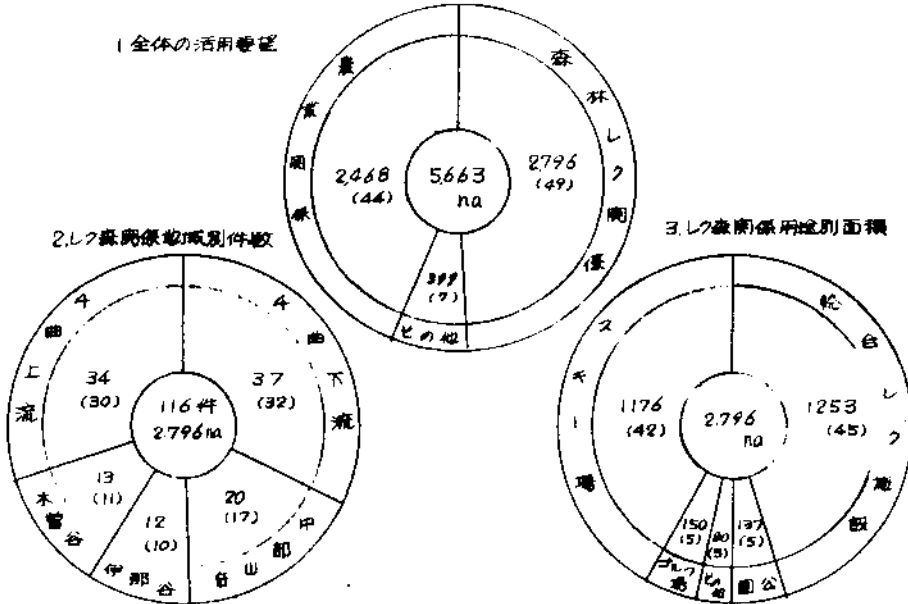 1 全体の活用要望
森林レク関係
2,796
(49)
その他
399
(7)
農業関係
2,468
(44)
5,663
ha
2.レク森関係地域別件数
千曲下流
37
(32)
中部山岳
20
(17)
伊那谷
12
(10)
木曽谷
13
(11)
千曲上流
34
(30)
116件
2.796ha
3.レク森関係用途別面積
総合レク施設
1253
(45)
公園
137
(5)
その他
80
(3)
ゴルフ場
150
(5)
スキー場
1176
(42)
2.796
ha